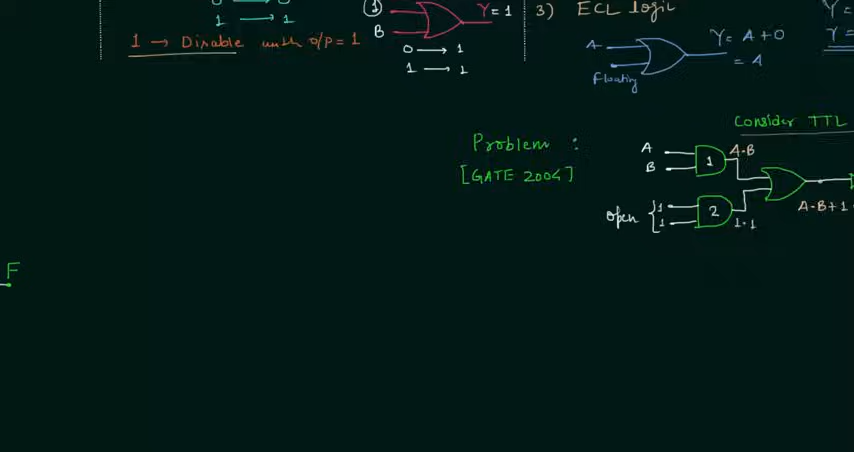 1 → 1
1 → Disable with o/p = 1
1
B
Y = 1
0 → 1
1 → 1
3) ECL logic
A
Floating
Y = A + 0
= A
Y =
Y =
Consider TTL
Problem :
[GATE 2004]
A
B
1
A·B
open
1
1
2
1·1
A·B + 1
F